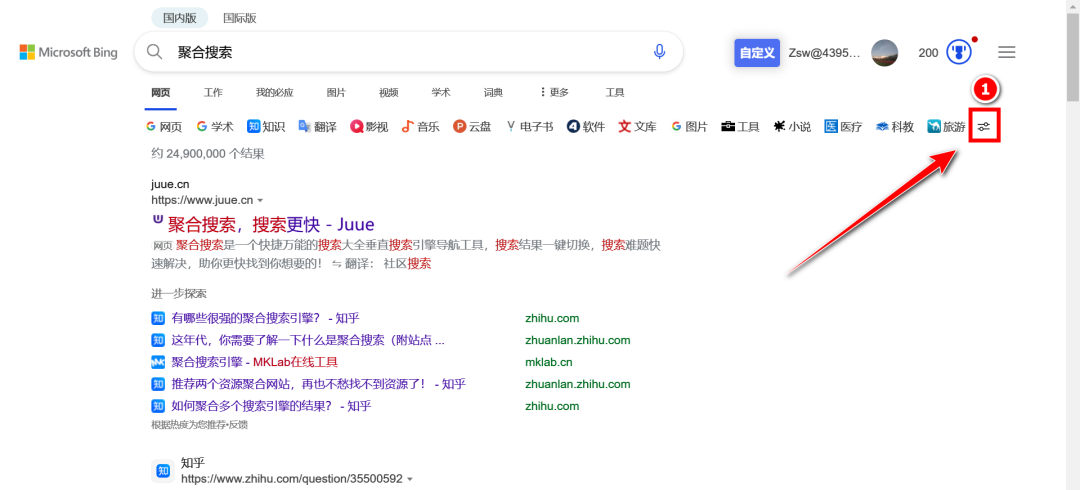 国内版 国际版
Microsoft Bing 聚合搜索 自定义 Zsw@4395... 200
网页 工作 我的必应 图片 视频 学术 词典 更多 工具
1
网页 学术 知识 翻译 影视 音乐 云盘 电子书 软件 文库 图片 工具 小说 医疗 科教 旅游
约 24,900,000 个结果
juue.cn
https://www.juue.cn
聚合搜索，搜索更快 - Juue
网页 聚合搜索是一个快捷万能的搜索大全垂直搜索引擎导航工具，搜索结果一键切换，搜索难题快
速解决，助你更快找到你想要的！ ⇋ 翻译： 社区搜索
进一步探索
知 有哪些很强的聚合搜索引擎？ - 知乎 zhihu.com
知 这年代，你需要了解一下什么是聚合搜索（附站点 ... zhuanlan.zhihu.com
聚合搜索引擎 - MKLab在线工具 mklab.cn
知 推荐两个资源聚合网站，再也不愁找不到资源了！ - 知乎 zhuanlan.zhihu.com
知 如何聚合多个搜索引擎的结果？ - 知乎 zhihu.com
根据热度为您推荐•反馈
知 知乎
https://www.zhihu.com/question/35500592